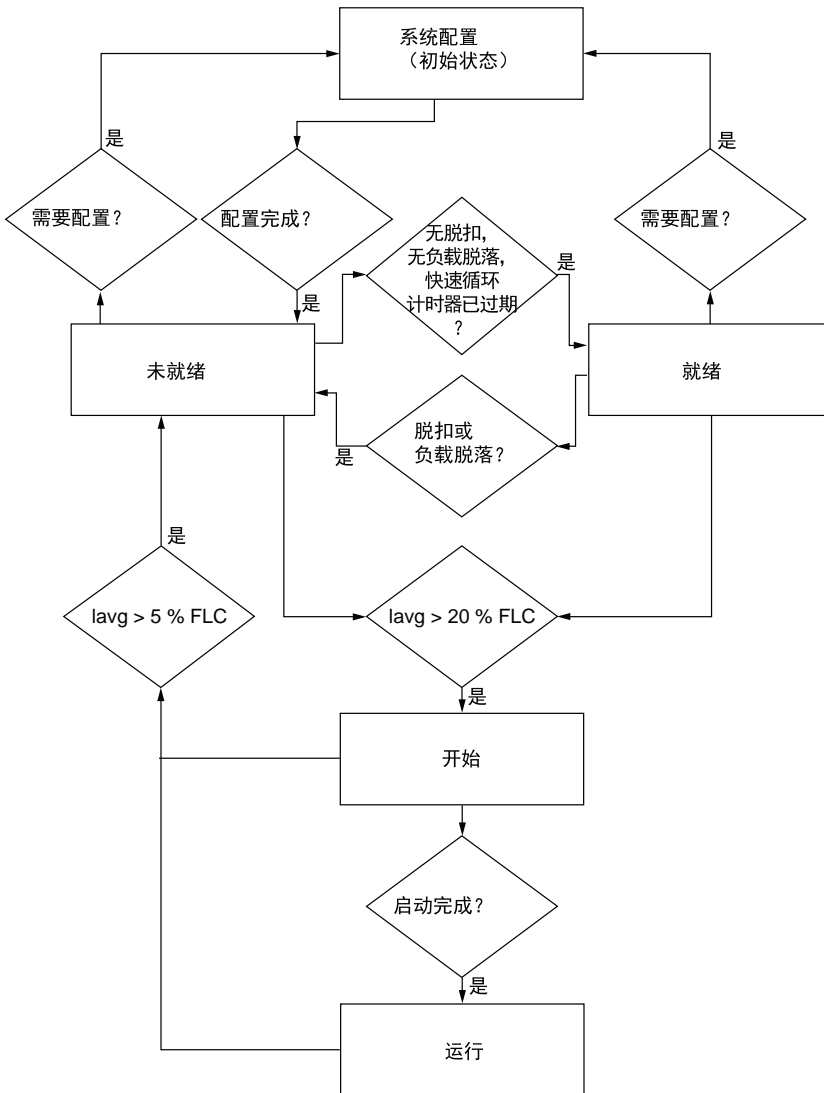 系统配置
（初始状态）
是
是
需要配置?
配置完成?
无脱扣，
无负载脱落，
快速循环
计时器已过期
?
是
需要配置?
是
未就绪
就绪
脱扣或
负载脱落?
是
是
lavg > 5 % FLC
lavg > 20 % FLC
是
开始
启动完成?
是
运行